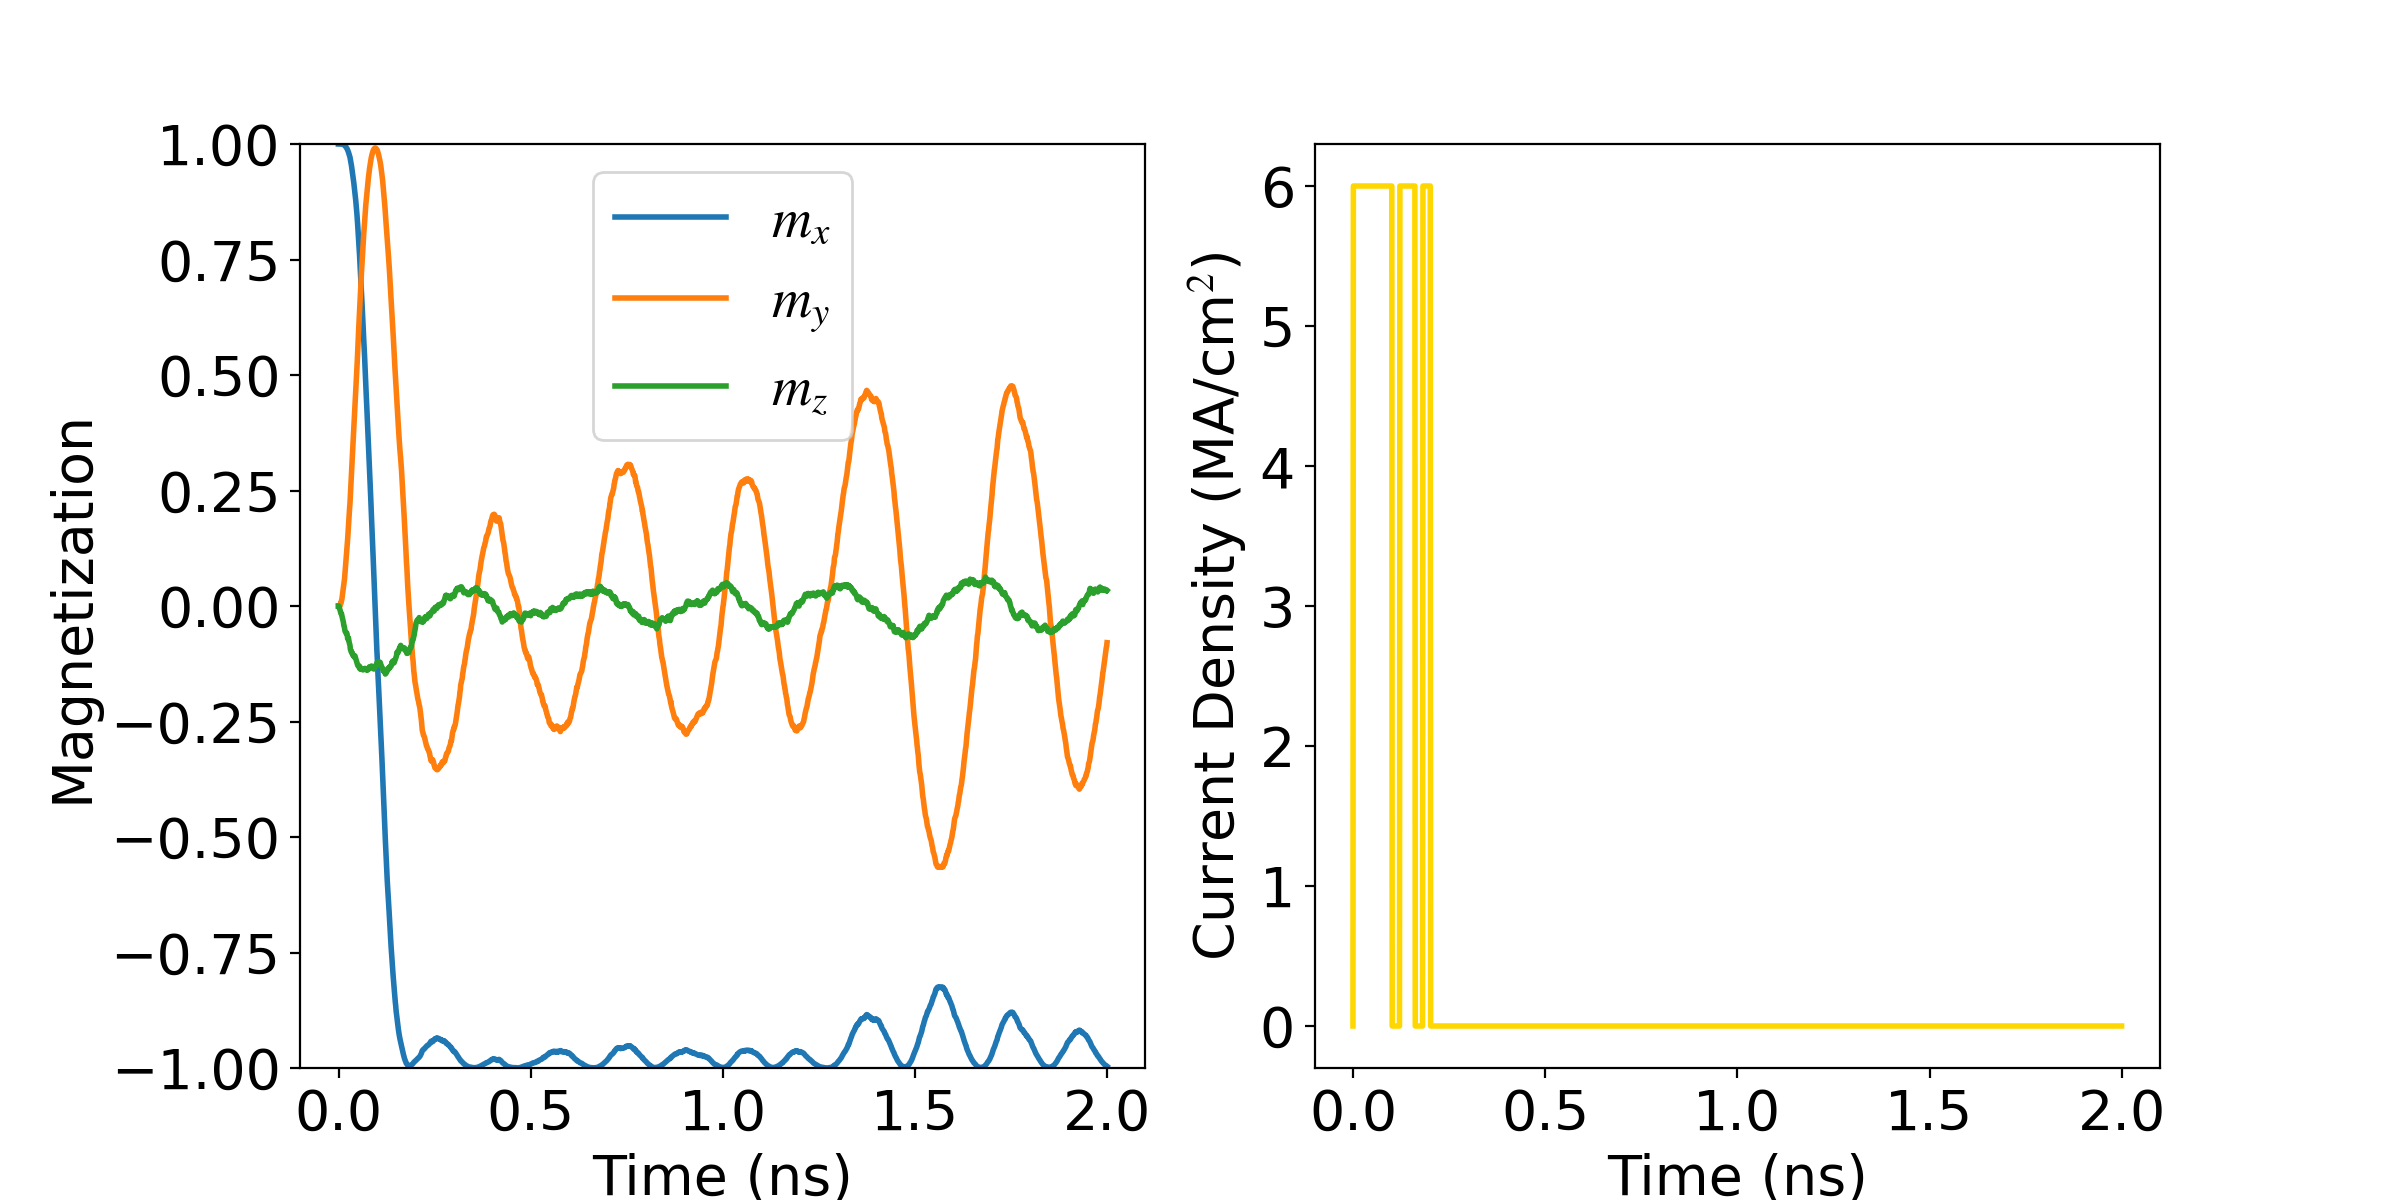 Magnetization
1.00
0.75
0.50
0.25
0.00
−0.25
−0.50
−0.75
−1.00
m_x
m_y
m_z
0.0 0.5 1.0 1.5 2.0
Time (ns)
Current Density (MA/cm²)
6
5
4
3
2
1
0
0.0 0.5 1.0 1.5 2.0
Time (ns)